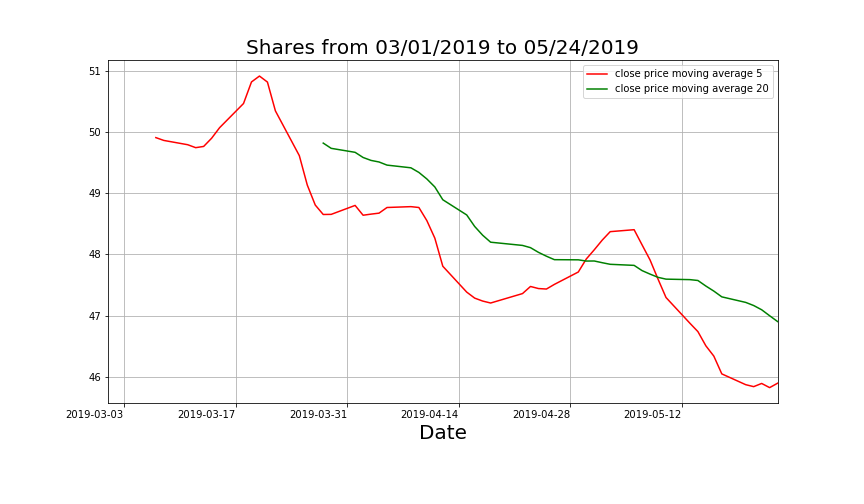 Shares from 03/01/2019 to 05/24/2019
close price moving average 5
close price moving average 20
51
50
49
48
47
46
2019-03-03 2019-03-17 2019-03-31 2019-04-14 2019-04-28 2019-05-12
Date